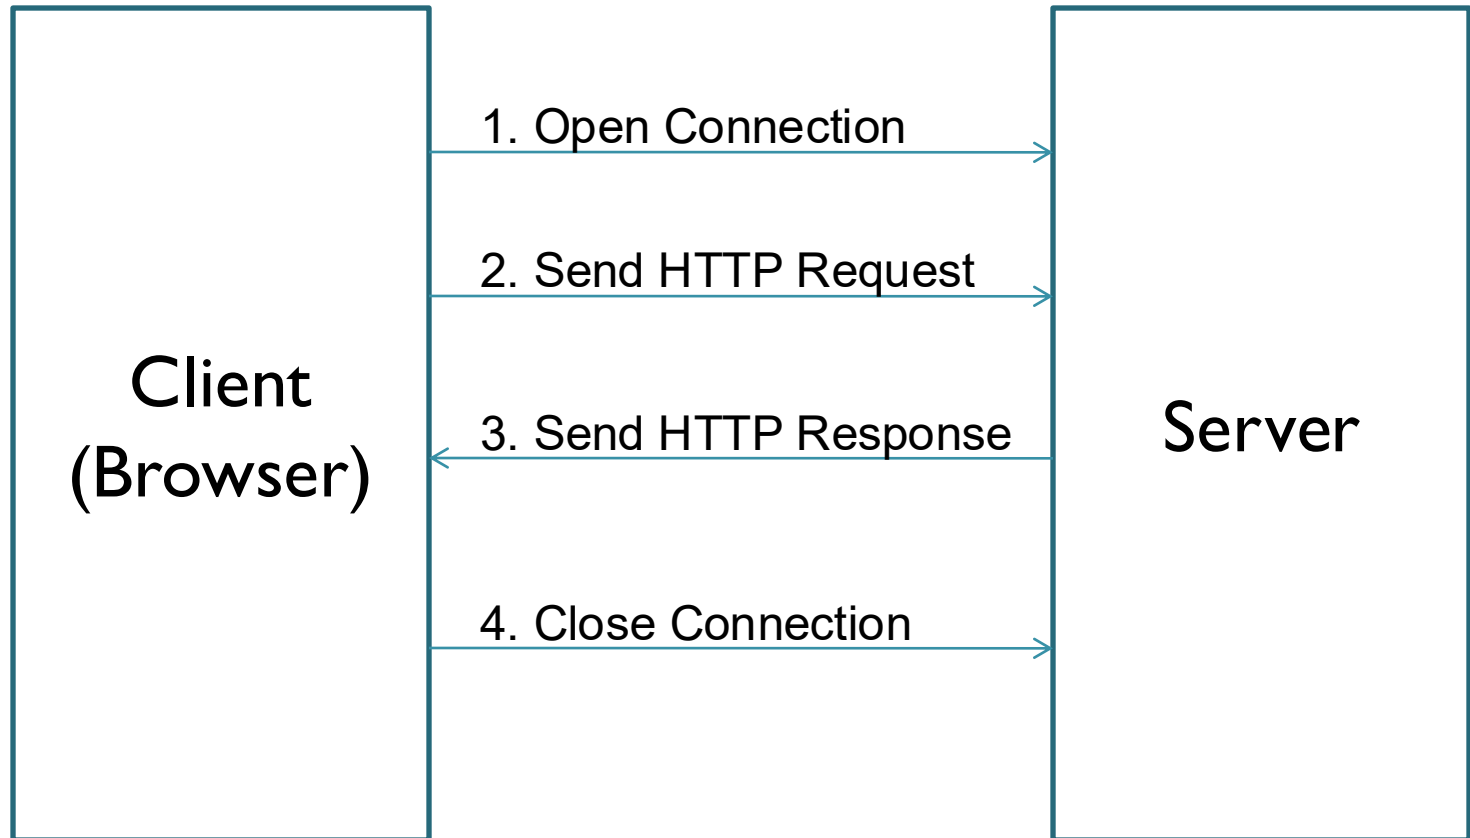 1. Open Connection
2. Send HTTP Request
Client
(Browser)
3. Send HTTP Response
Server
4. Close Connection